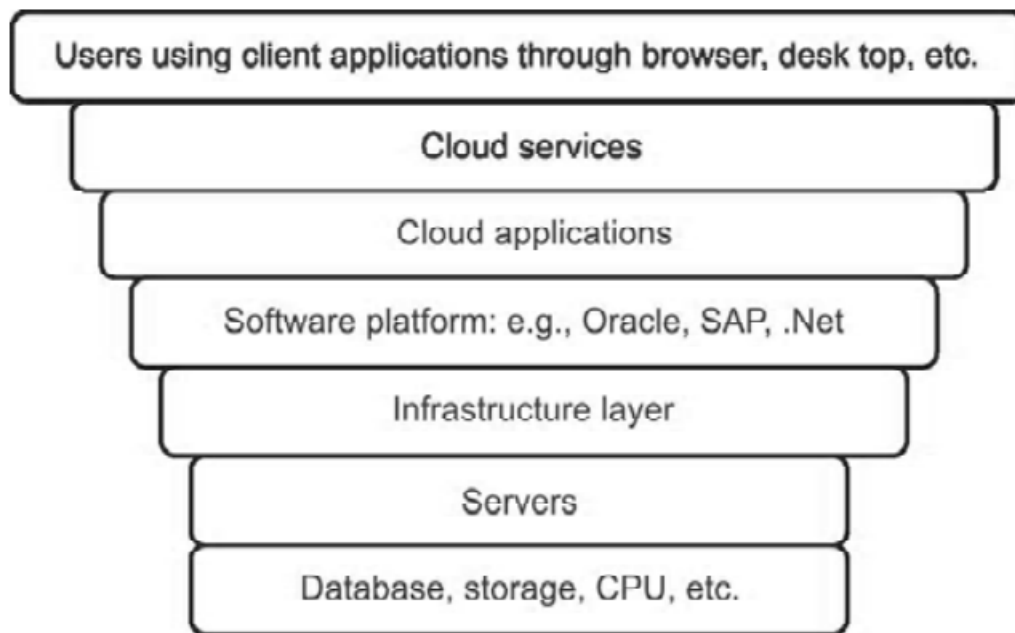 Users using client applications through browser, desk top, etc.
Cloud services
Cloud applications
Software platform: e.g., Oracle, SAP, .Net
Infrastructure layer
Servers
Database, storage, CPU, etc.